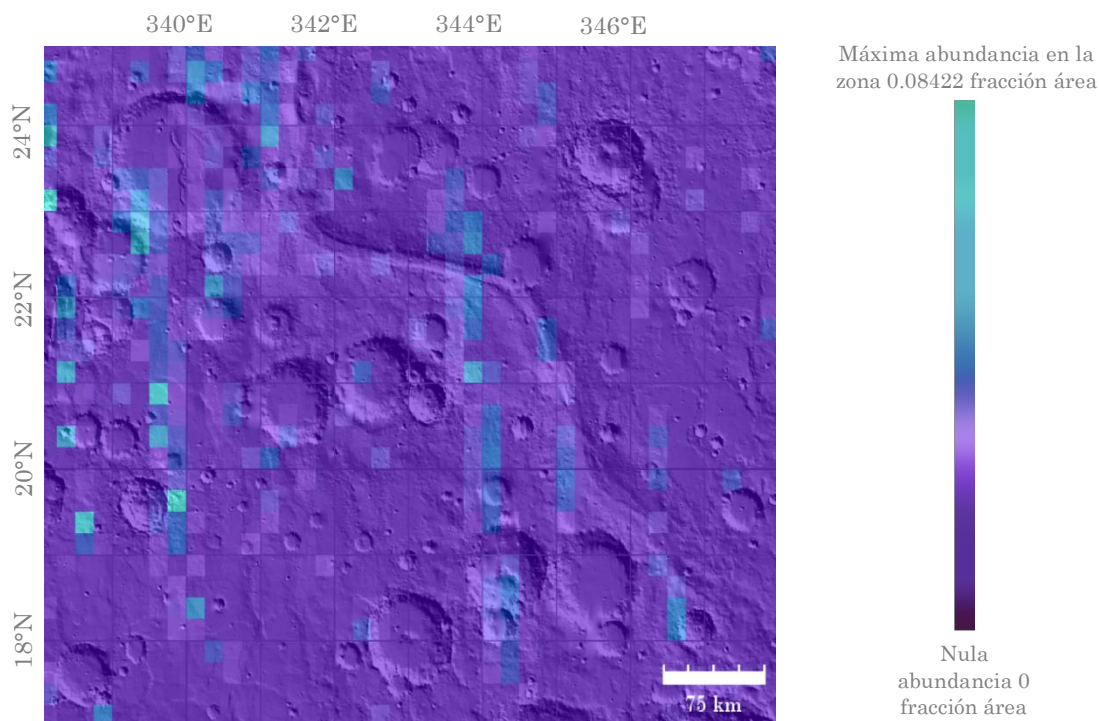 340°E 342°E 344°E 346°E
24°N
22°N
20°N
18°N
75 km
Máxima abundancia en la
zona 0.08422 fracción área
Nula
abundancia 0
fracción área